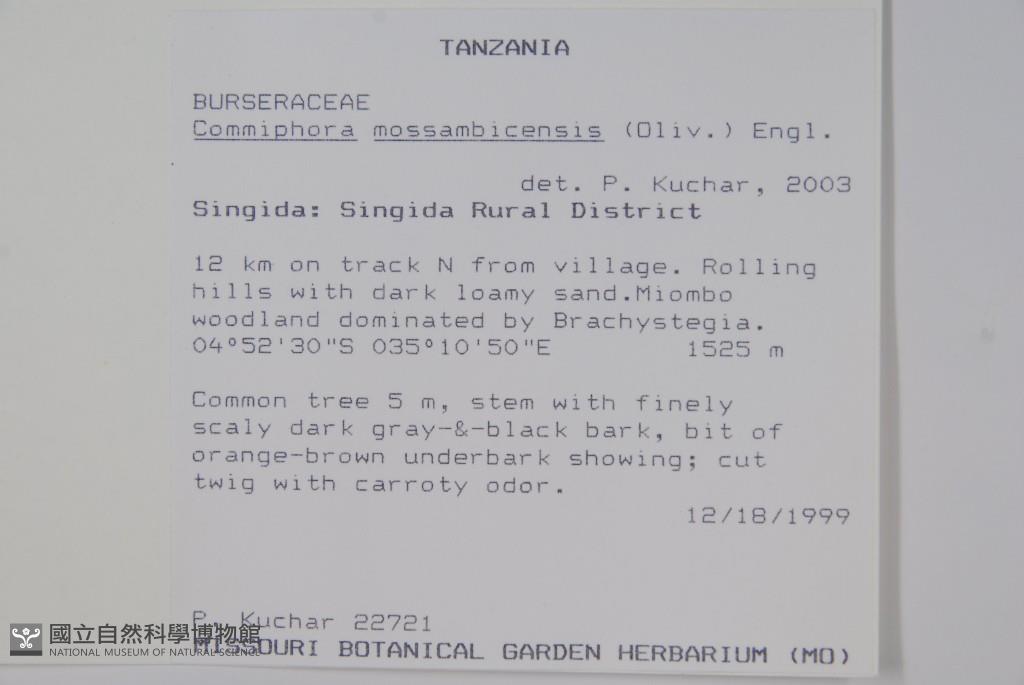 TANZANIA
BURSERACEAE
Commiphora mossambicensis (Oliv.) Engl.
det. P. Kuchar, 2003
Singida: Singida Rural District
12 km on track N from village. Rolling
hills with dark loamy sand.Miombo
woodland dominated by Brachystegia.
04°52'30"S 035°10'50"E 1525 m
Common tree 5 m, stem with finely
scaly dark gray-&-black bark, bit of
orange-brown underbark showing; cut
twig with carroty odor.
12/18/1999
P. Kuchar 22721
MISSOURI BOTANICAL GARDEN HERBARIUM (MO)
國立自然科學博物館
NATIONAL MUSEUM OF NATURAL SCIENCE